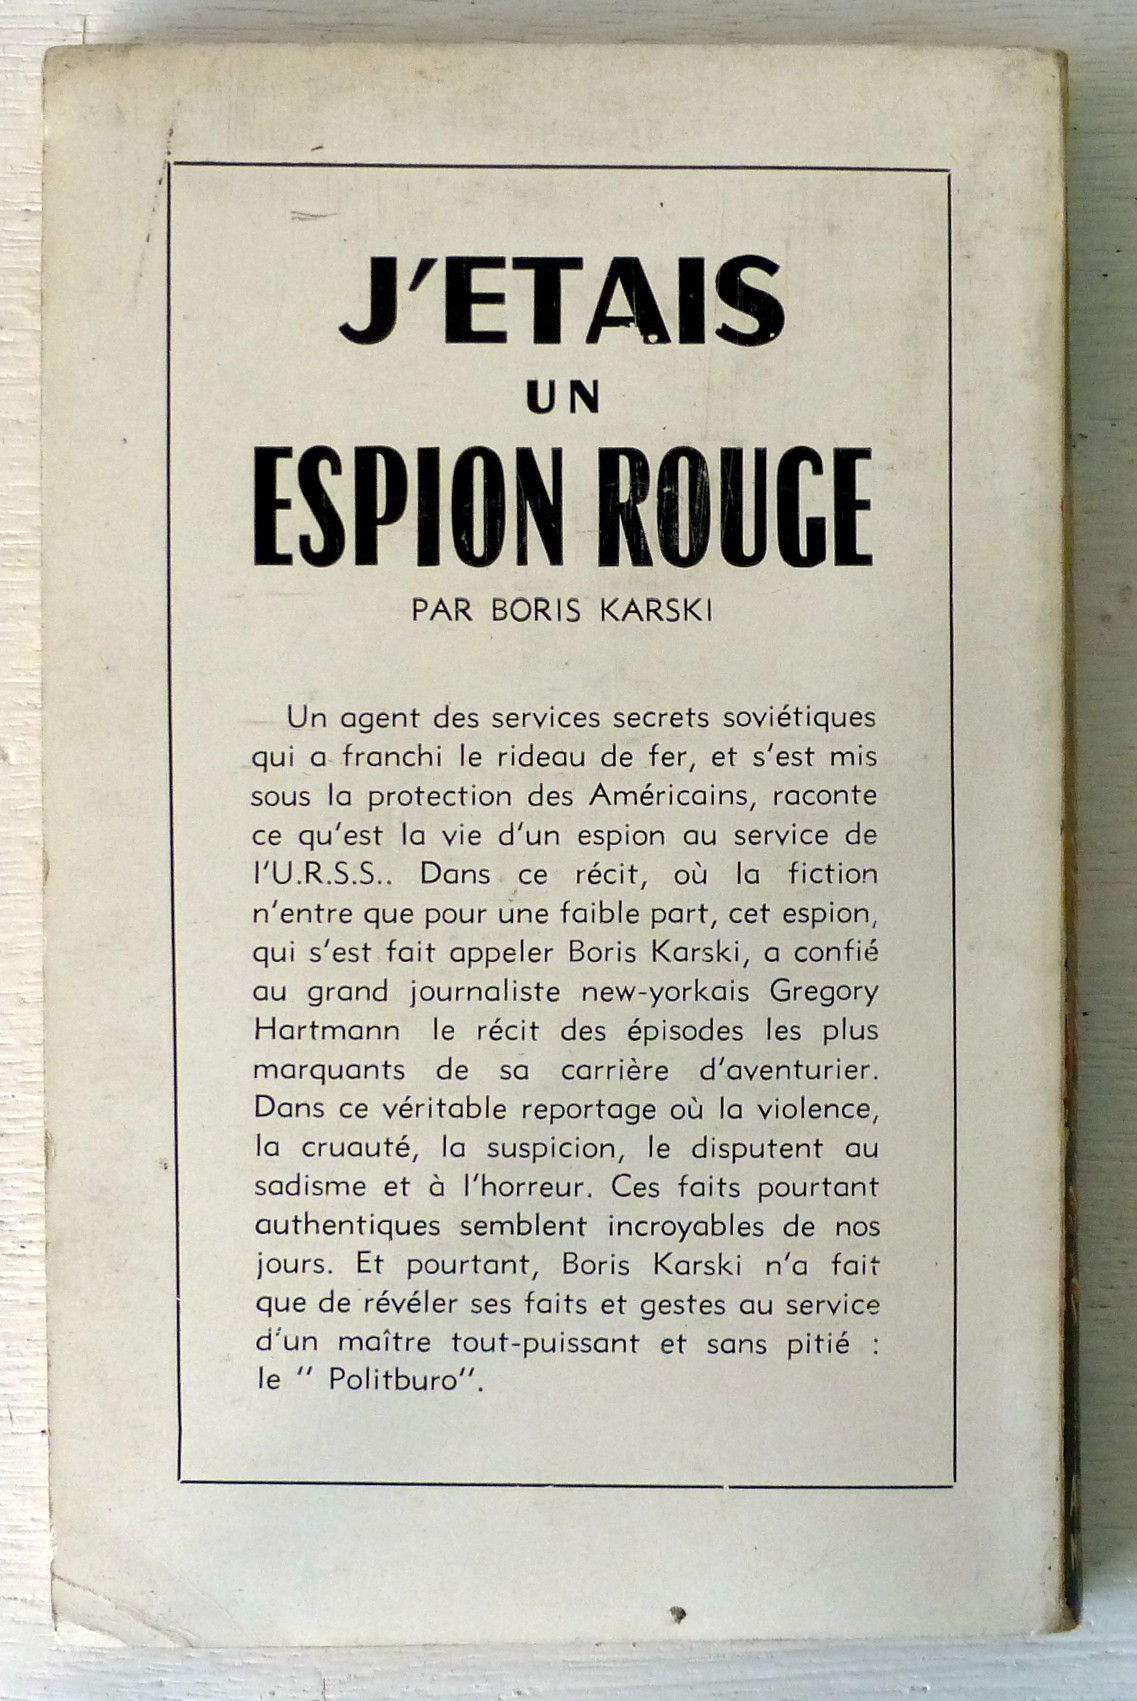 J'ETAIS
UN
ESPION ROUGE
PAR BORIS KARSKI
Un agent des services secrets soviétiques
qui a franchi le rideau de fer, et s'est mis
sous la protection des Américains, raconte
ce qu'est la vie d'un espion au service de
l'U.R.S.S.. Dans ce récit, où la fiction
n'entre que pour une faible part, cet espion,
qui s'est fait appeler Boris Karski, a confié
au grand journaliste new-yorkais Gregory
Hartmann le récit des épisodes les plus
marquants de sa carrière d'aventurier.
Dans ce véritable reportage où la violence,
la cruauté, la suspicion, le disputent au
sadisme et à l'horreur. Ces faits pourtant
authentiques semblent incroyables de nos
jours. Et pourtant, Boris Karski n'a fait
que de révéler ses faits et gestes au service
d'un maître tout-puissant et sans pitié :
le " Politburo".